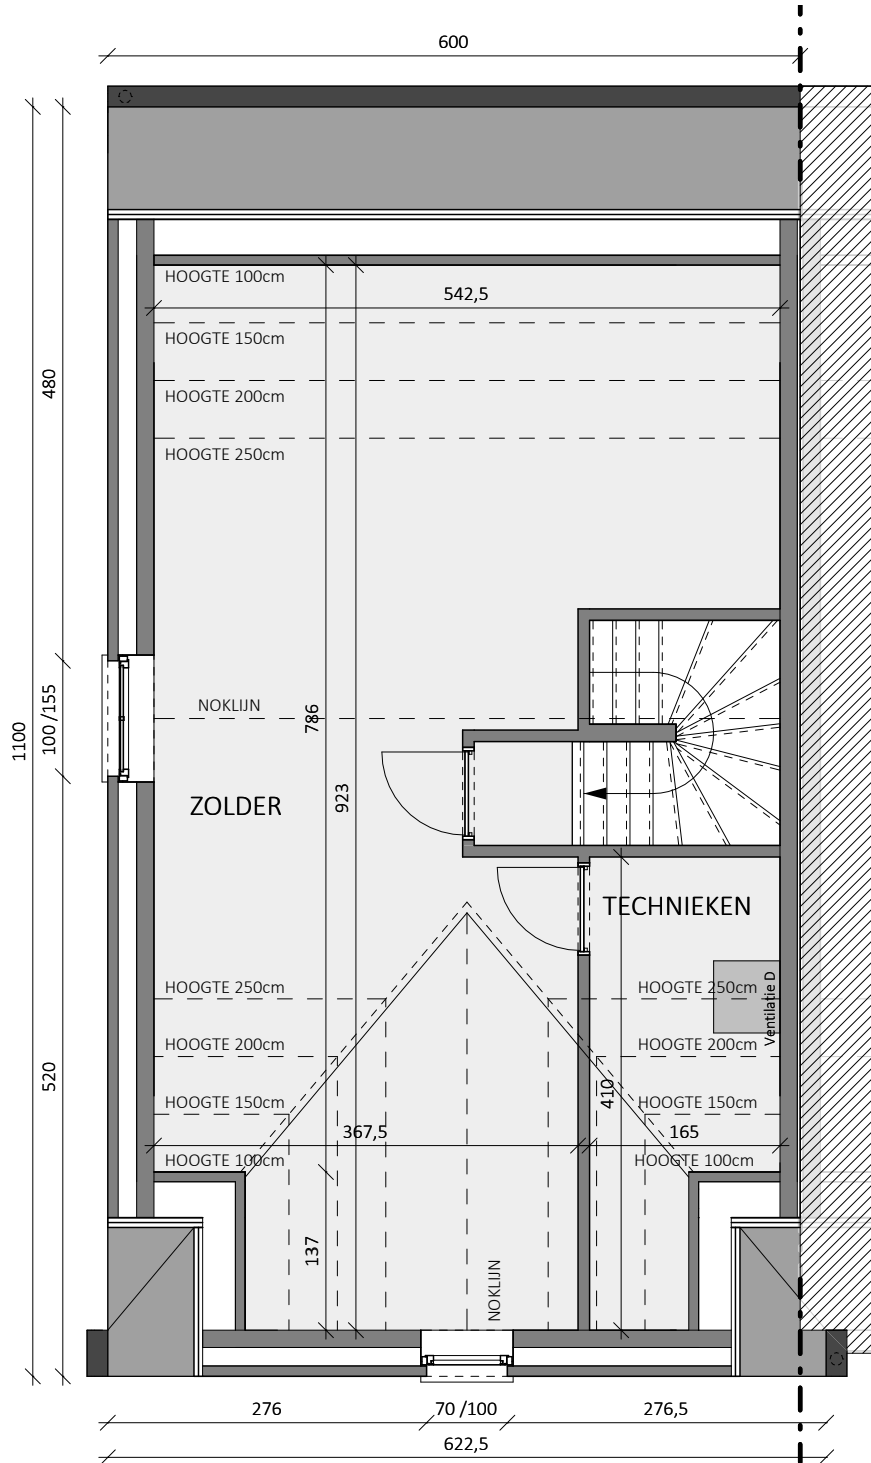 600
HOOGTE 100cm
542,5
HOOGTE 150cm
480
HOOGTE 200cm
HOOGTE 250cm
NOKLIJN
786
1100
100 /155
923
ZOLDER
TECHNIEKEN
HOOGTE 250cm
HOOGTE 250cm
Ventilatie D
HOOGTE 200cm
HOOGTE 200cm
520
410
HOOGTE 150cm
HOOGTE 150cm
367,5
165
HOOGTE 100cm
HOOGTE 100cm
137
NOKLIJN
276
70 /100
276,5
622,5